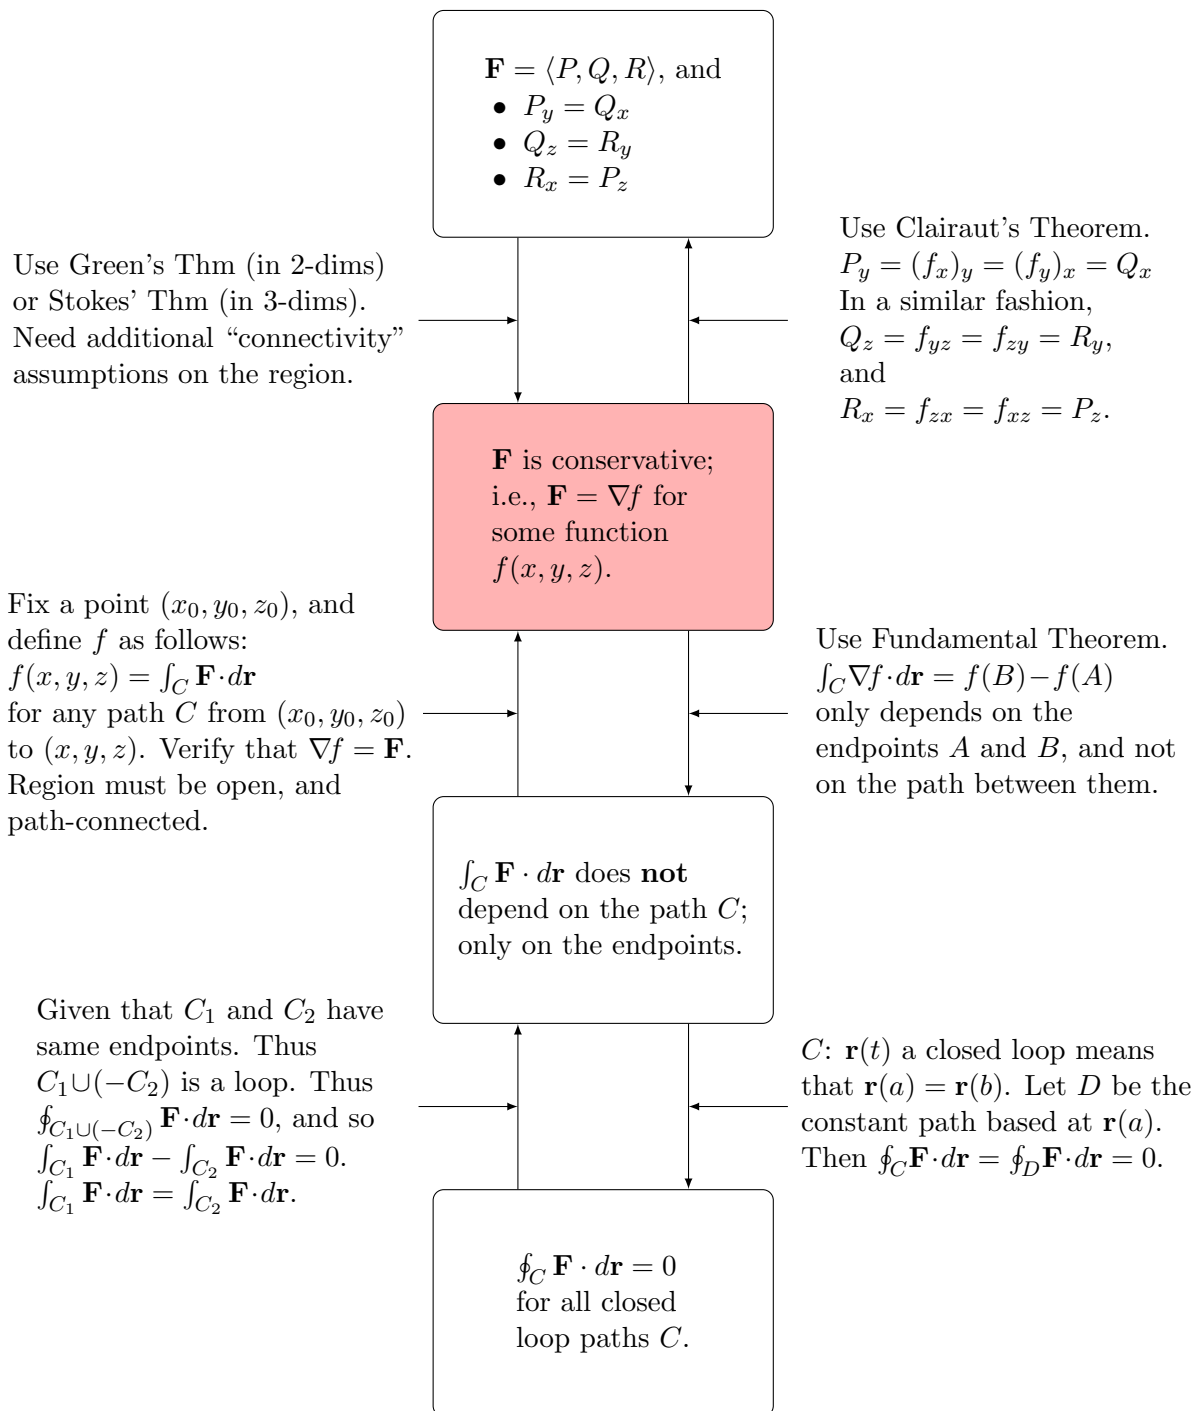 F = ⟨P, Q, R⟩, and
• P_y = Q_x
• Q_z = R_y
• R_x = P_z
Use Green's Thm (in 2-dims)
or Stokes' Thm (in 3-dims).
Need additional “connectivity”
assumptions on the region.
Use Clairaut's Theorem.
P_y = (f_x)_y = (f_y)_x = Q_x
In a similar fashion,
Q_z = f_{yz} = f_{zy} = R_y,
and
R_x = f_{zx} = f_{xz} = P_z.
F is conservative;
i.e., F = ∇f for
some function
f(x, y, z).
Fix a point (x_0, y_0, z_0), and
define f as follows:
f(x, y, z) = ∫_C F·dr
for any path C from (x_0, y_0, z_0)
to (x, y, z). Verify that ∇f = F.
Region must be open, and
path-connected.
Use Fundamental Theorem.
∫_C ∇f·dr = f(B)−f(A)
only depends on the
endpoints A and B, and not
on the path between them.
∫_C F · dr does not
depend on the path C;
only on the endpoints.
Given that C_1 and C_2 have
same endpoints. Thus
C_1∪(−C_2) is a loop. Thus
∮_{C_1∪(−C_2)} F·dr = 0, and so
∫_{C_1} F·dr − ∫_{C_2} F·dr = 0.
∫_{C_1} F·dr = ∫_{C_2} F·dr.
C: r(t) a closed loop means
that r(a) = r(b). Let D be the
constant path based at r(a).
Then ∮_C F·dr = ∮_D F·dr = 0.
∮_C F · dr = 0
for all closed
loop paths C.